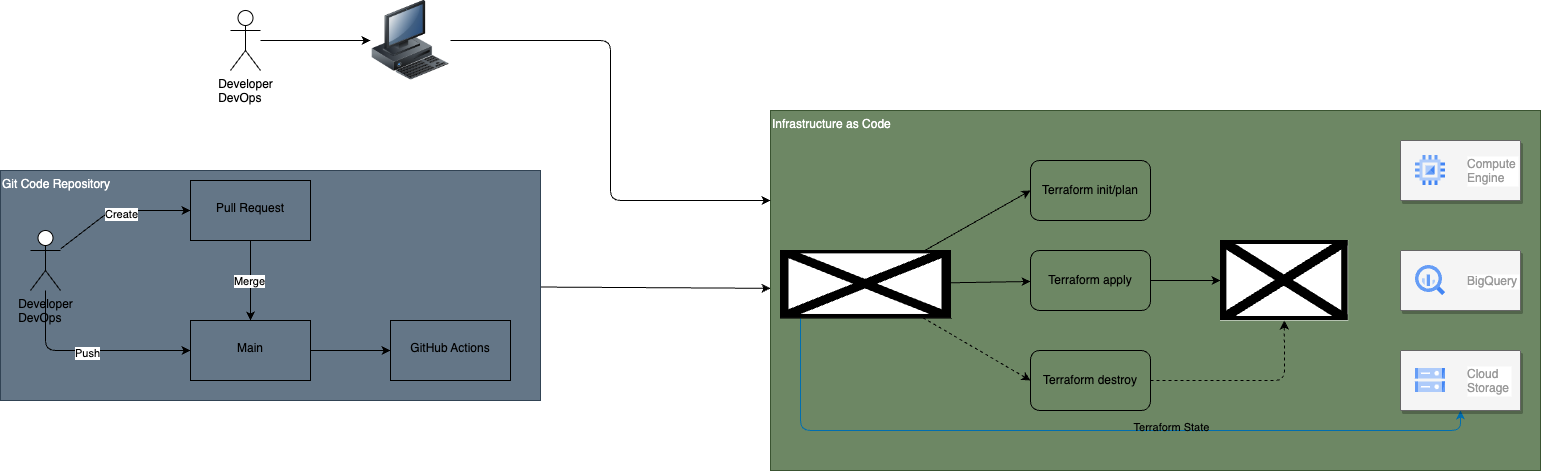 Developer
DevOps
Infrastructure as Code
Compute
Engine
Terraform init/plan
Git Code Repository
Pull Request
Create
Developer
DevOps
Merge
Terraform apply
BigQuery
Main
GitHub Actions
Push
Terraform destroy
Cloud
Storage
Terraform State